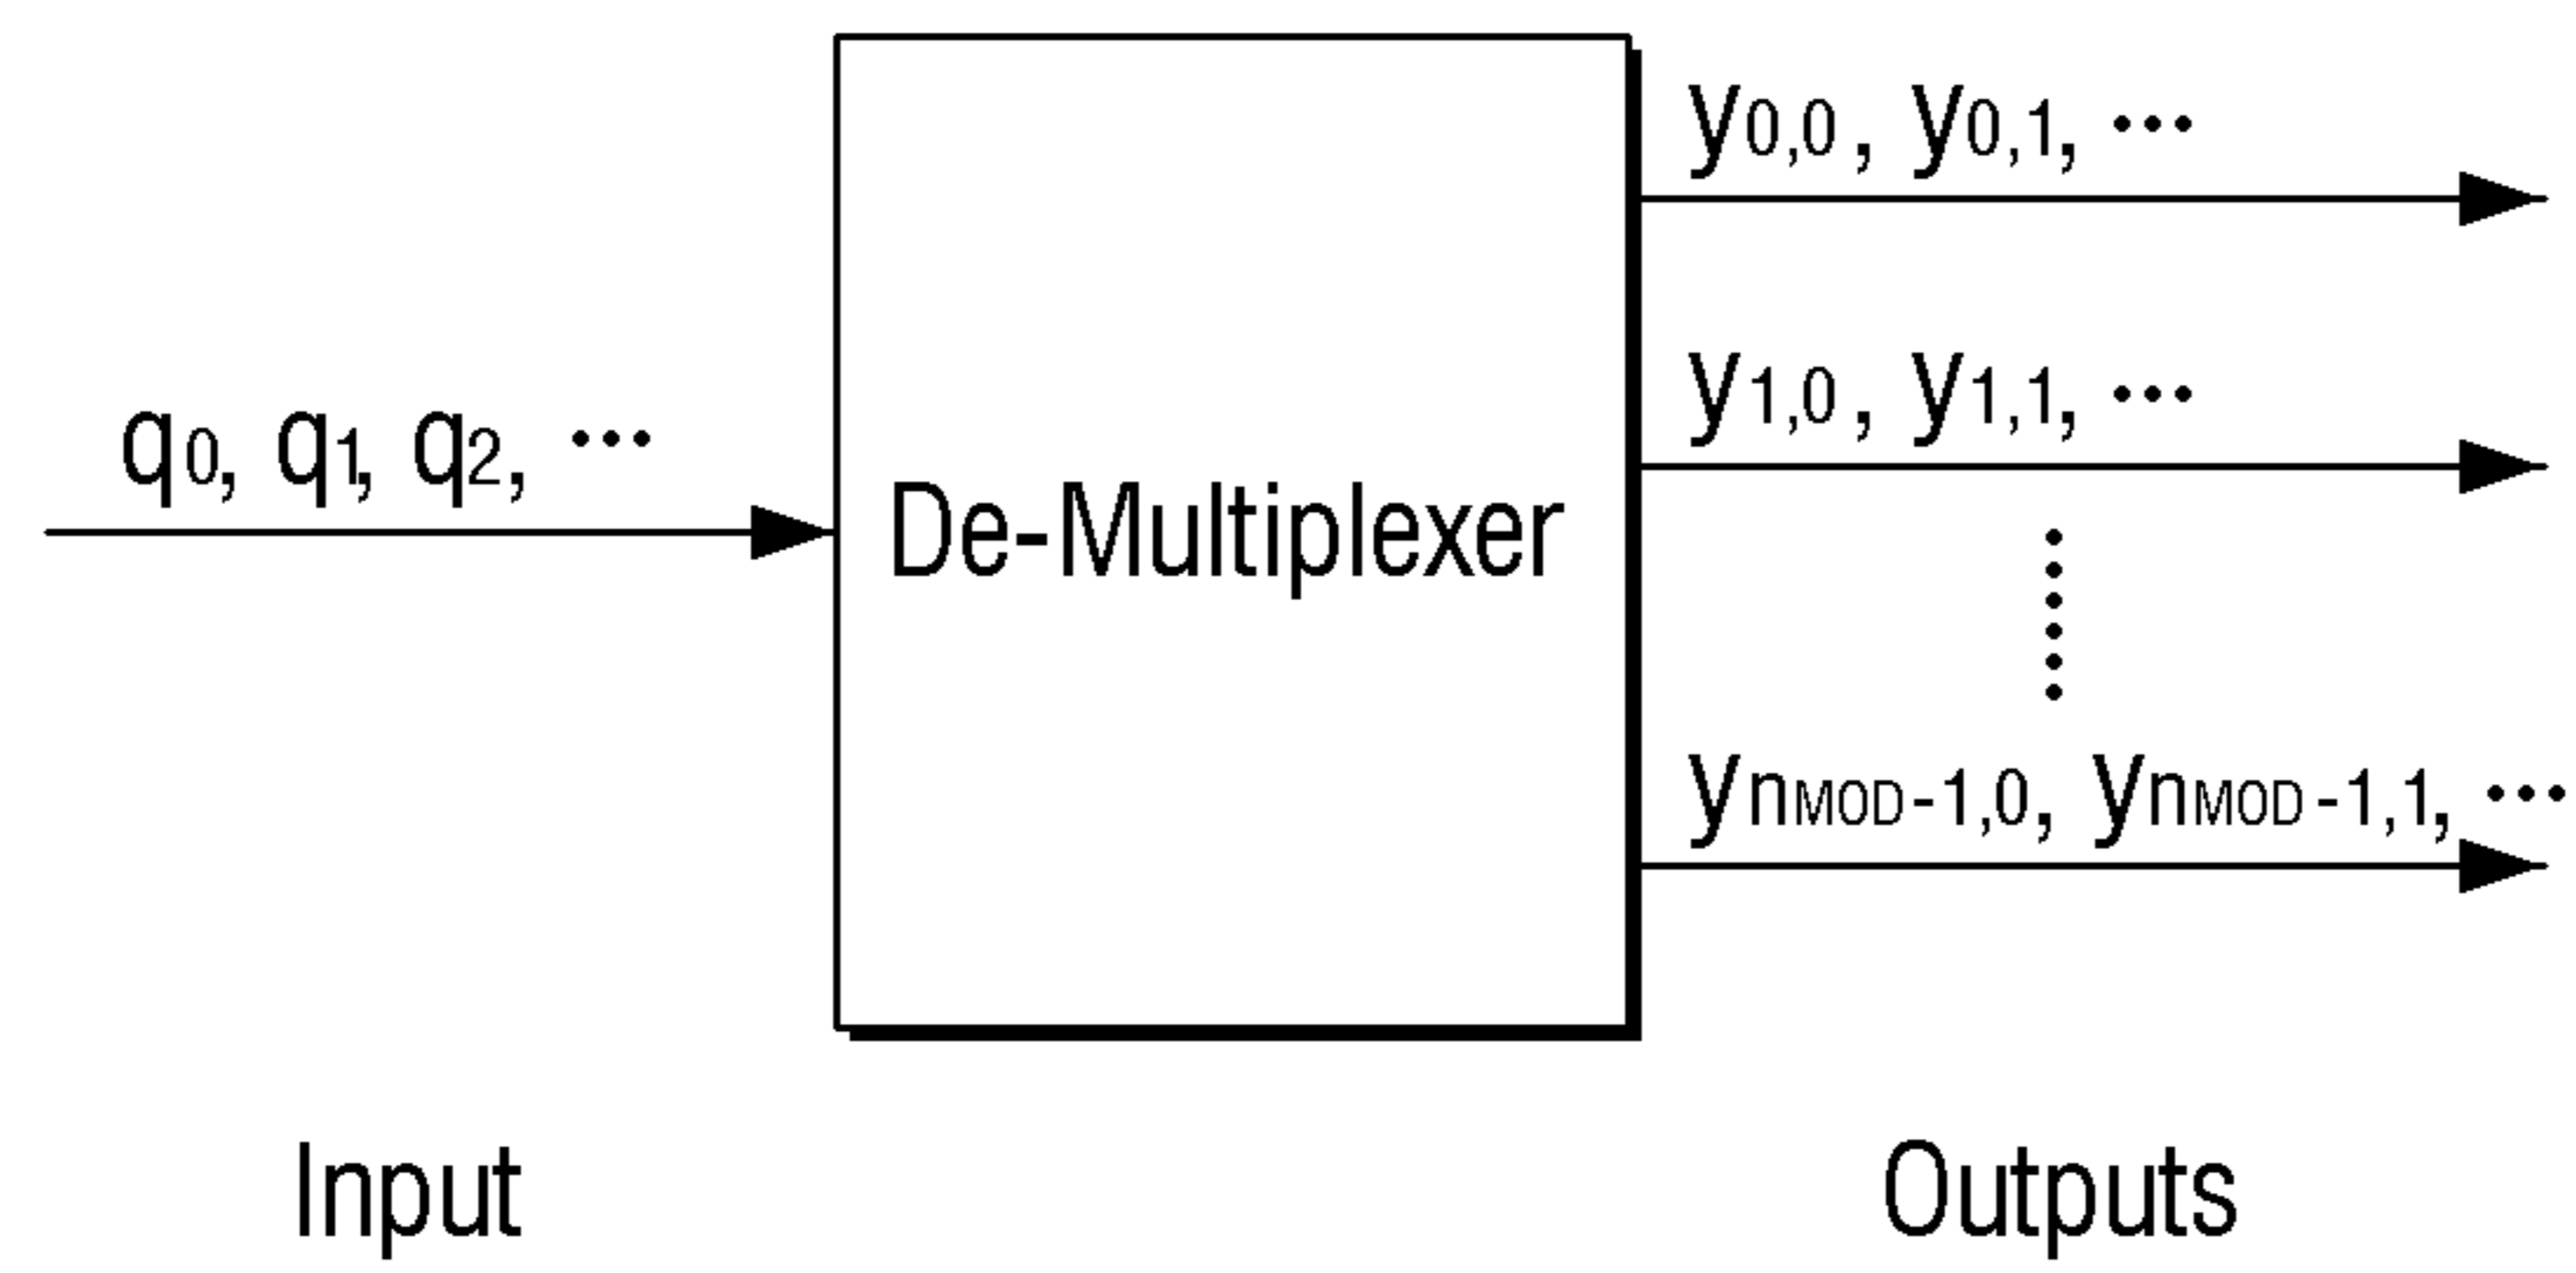 y0,0, y0,1, ...
y1,0, y1,1, ...
q0, q1, q2, ...
De-Multiplexer
ynMOD-1,0, ynMOD-1,1, ...
Input
Outputs